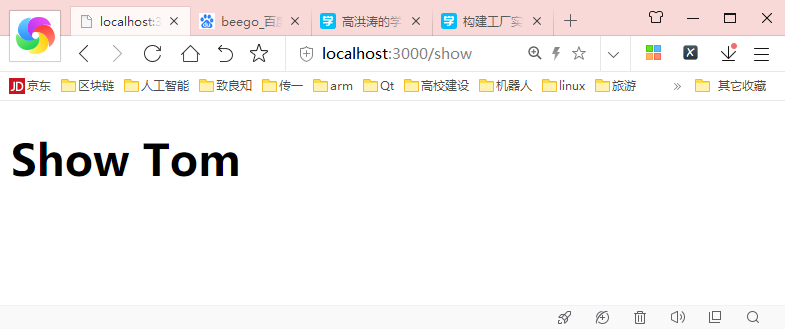 localhost:3 beego_百度 高洪涛的学 构建工厂实
localhost:3000/show
JD 京东 区块链 人工智能 致良知 传一 arm Qt 高校建设 机器人 linux 旅游 » 其它收藏
Show Tom